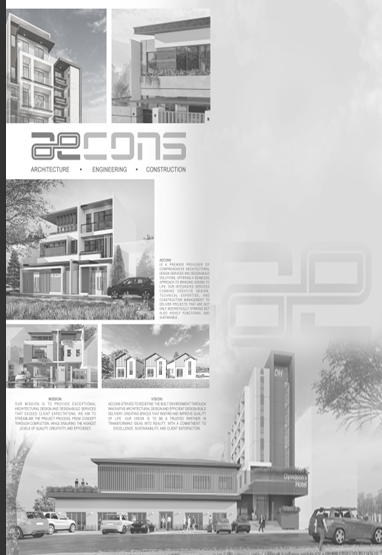 aecons
ARCHITECTURE • ENGINEERING • CONSTRUCTION
AECONS
IS A PREMIER PROVIDER OF
COMPREHENSIVE ARCHITECTURAL
DESIGN SERVICES AND DESIGN-BUILD
SOLUTIONS, OFFERING A SEAMLESS
APPROACH TO BRINGING DESIGNS TO
LIFE. OUR INTEGRATED SERVICES
COMBINE CREATIVE DESIGN,
TECHNICAL EXPERTISE, AND
CONSTRUCTION MANAGEMENT TO
DELIVER PROJECTS THAT ARE NOT
ONLY AESTHETICALLY STRIKING BUT
ALSO HIGHLY FUNCTIONAL AND
SUSTAINABLE.
MISSION:
OUR MISSION IS TO PROVIDE EXCEPTIONAL
ARCHITECTURAL DESIGN AND DESIGN-BUILD SERVICES
THAT EXCEED CLIENT EXPECTATIONS. WE AIM TO
STREAMLINE THE PROJECT PROCESS, FROM CONCEPT
THROUGH COMPLETION, WHILE ENSURING THE HIGHEST
LEVELS OF QUALITY, CREATIVITY, AND EFFICIENCY.
VISION:
AECONS STRIVES TO REDEFINE THE BUILT ENVIRONMENT THROUGH
INNOVATIVE ARCHITECTURAL DESIGN AND EFFICIENT DESIGN-BUILD
DELIVERY, CREATING SPACES THAT INSPIRE AND IMPROVE QUALITY
OF LIFE. OUR VISION IS TO BE A TRUSTED PARTNER IN
TRANSFORMING IDEAS INTO REALITY, WITH A COMMITMENT TO
EXCELLENCE, SUSTAINABILITY, AND CLIENT SATISFACTION.
Hotel